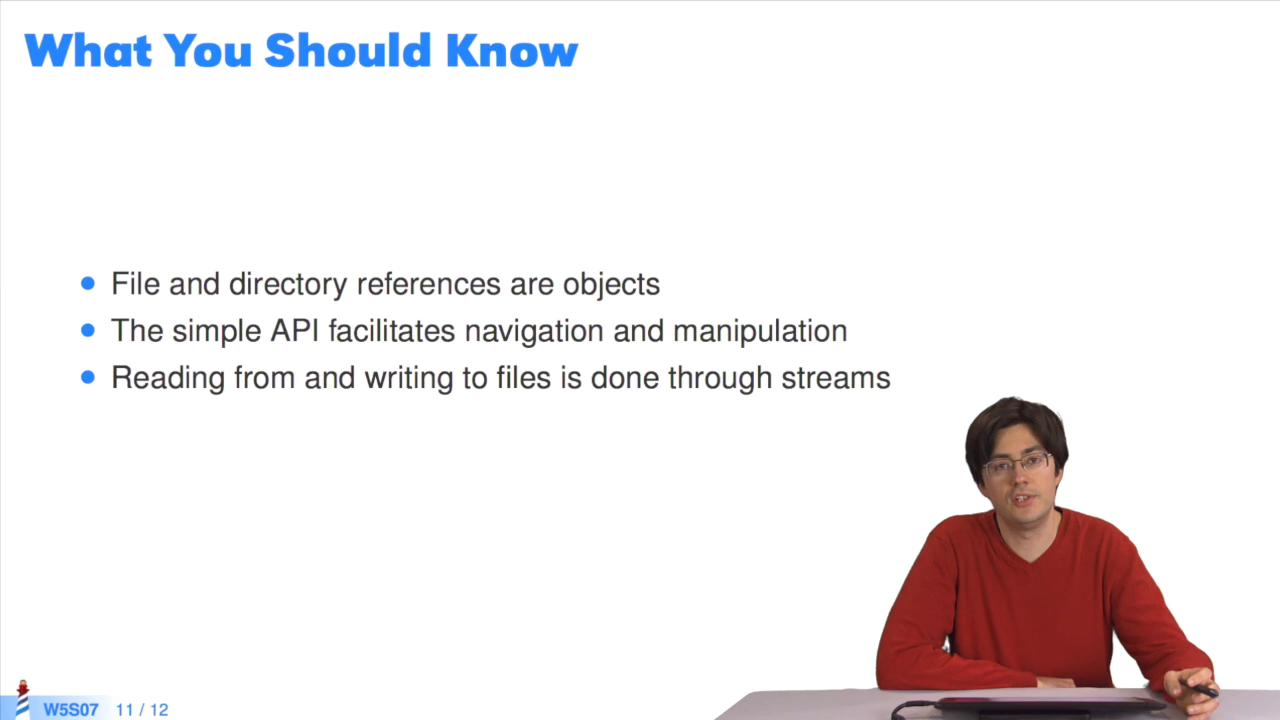 What You Should Know
File and directory references are objects
The simple API facilitates navigation and manipulation
Reading from and writing to files is done through streams
W5S07 11 / 12